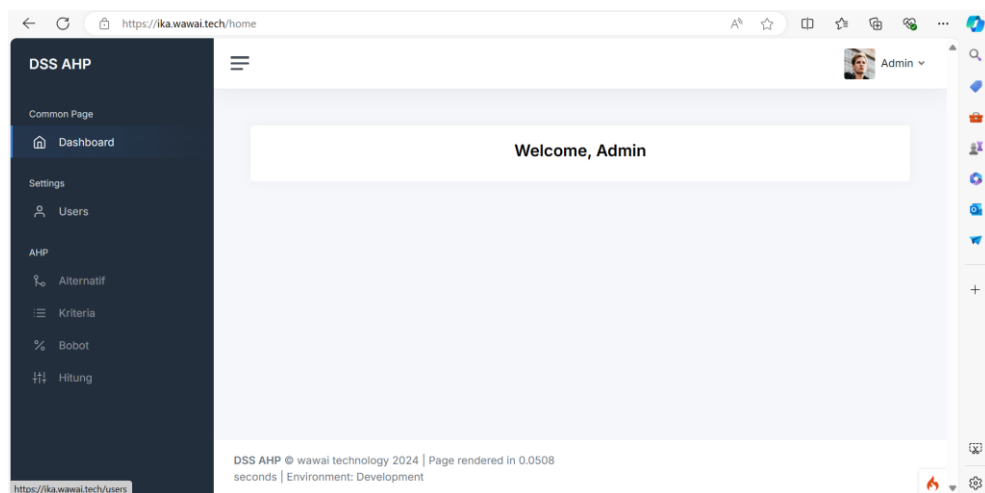 https://ika.wawai.tech/home
DSS AHP
Admin
Common Page
Dashboard
Welcome, Admin
Settings
Users
AHP
Alternatif
Kriteria
Bobot
Hitung
DSS AHP © wawai technology 2024 | Page rendered in 0.0508
seconds | Environment: Development
https://ika.wawai.tech/users